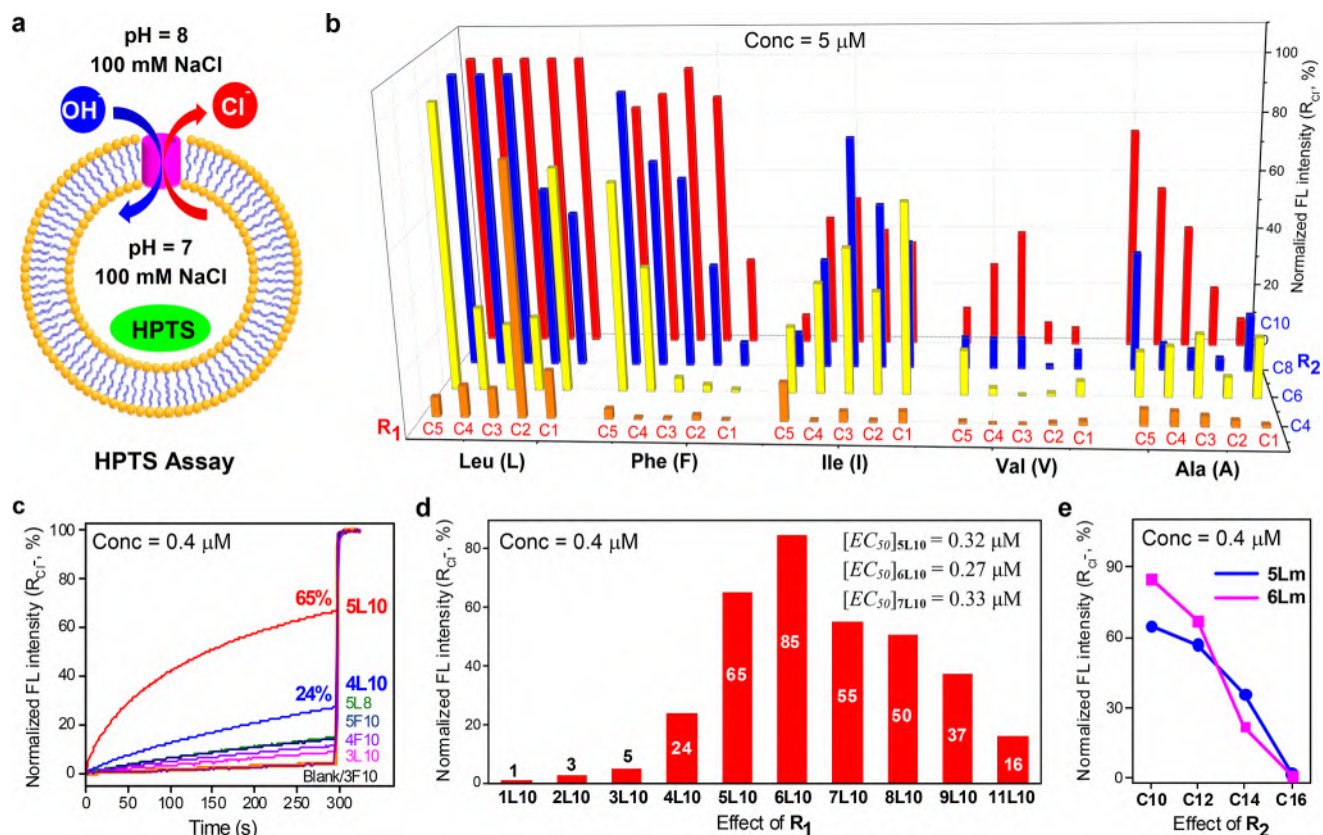 a
pH = 8
100 mM NaCl
OH-
Cl-
pH = 7
100 mM NaCl
HPTS
HPTS Assay
b
Conc = 5 μM
Normalized FL intensity (RCl-, %)
100
80
60
40
20
0
C10
C8
C6
C4
R2
R1
C5 C4 C3 C2 C1
C5 C4 C3 C2 C1
C5 C4 C3 C2 C1
C5 C4 C3 C2 C1
C5 C4 C3 C2 C1
Leu (L) Phe (F) Ile (I) Val (V) Ala (A)
c
Conc = 0.4 μM
Normalized FL intensity (RCl-, %)
100
80
60
40
20
0
65% 5L10
24% 4L10
5L8
5F10
4F10
3L10
Blank/3F10
0 100 200 300
Time (s)
d
Conc = 0.4 μM
[EC50]5L10 = 0.32 μM
[EC50]6L10 = 0.27 μM
[EC50]7L10 = 0.33 μM
Normalized FL intensity (RCl-, %)
80
60
40
20
0
1 3 5 24 65 85 55 50 37 16
1L10 2L10 3L10 4L10 5L10 6L10 7L10 8L10 9L10 11L10
Effect of R1
e
Conc = 0.4 μM
5Lm
6Lm
Normalized FL intensity (RCl-, %)
90
60
30
0
C10 C12 C14 C16
Effect of R2